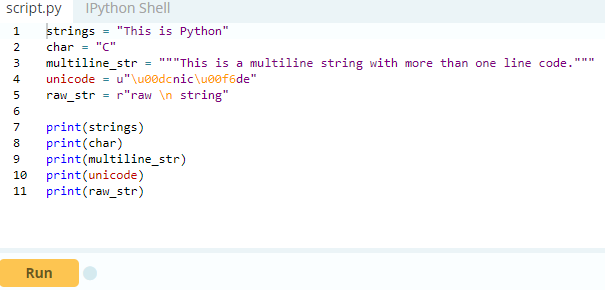 script.py IPython Shell
1 strings = "This is Python"
2 char = "C"
3 multiline_str = """This is a multiline string with more than one line code."""
4 unicode = u"\u00dcnic\u00f6de"
5 raw_str = r"raw \n string"
6
7 print(strings)
8 print(char)
9 print(multiline_str)
10 print(unicode)
11 print(raw_str)
Run